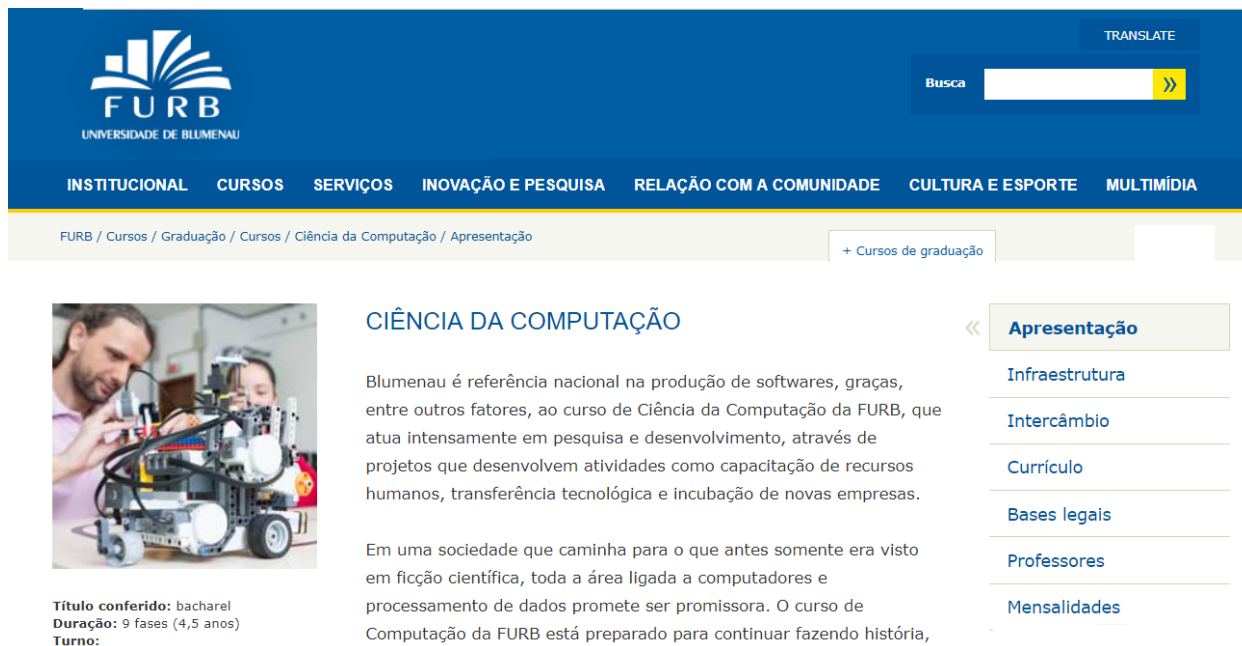 TRANSLATE
FURB
UNIVERSIDADE DE BLUMENAU
Busca
INSTITUCIONAL CURSOS SERVIÇOS INOVAÇÃO E PESQUISA RELAÇÃO COM A COMUNIDADE CULTURA E ESPORTE MULTIMÍDIA
FURB / Cursos / Graduação / Cursos / Ciência da Computação / Apresentação
+ Cursos de graduação
CIÊNCIA DA COMPUTAÇÃO
Blumenau é referência nacional na produção de softwares, graças,
entre outros fatores, ao curso de Ciência da Computação da FURB, que
atua intensamente em pesquisa e desenvolvimento, através de
projetos que desenvolvem atividades como capacitação de recursos
humanos, transferência tecnológica e incubação de novas empresas.
Em uma sociedade que caminha para o que antes somente era visto
em ficção científica, toda a área ligada a computadores e
processamento de dados promete ser promissora. O curso de
Computação da FURB está preparado para continuar fazendo história,
Título conferido: bacharel
Duração: 9 fases (4,5 anos)
Turno:
Apresentação
Infraestrutura
Intercâmbio
Currículo
Bases legais
Professores
Mensalidades